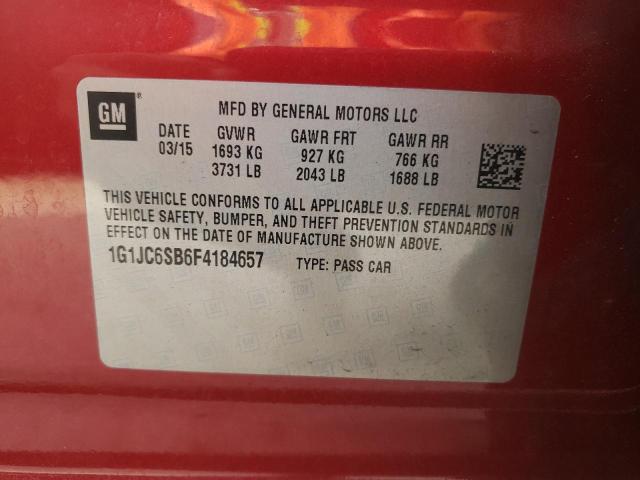 GM
®
MFD BY GENERAL MOTORS LLC
DATE GVWR GAWR FRT GAWR RR
03/15 1693 KG 927 KG 766 KG
3731 LB 2043 LB 1688 LB
THIS VEHICLE CONFORMS TO ALL APPLICABLE U.S. FEDERAL MOTOR
VEHICLE SAFETY, BUMPER, AND THEFT PREVENTION STANDARDS IN
EFFECT ON THE DATE OF MANUFACTURE SHOWN ABOVE.
1G1JC6SB6F4184657 TYPE: PASS CAR